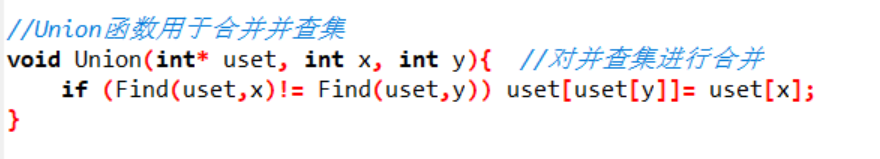 //Union函数用于合并并查集
void Union(int* uset, int x, int y){  //对并查集进行合并
    if (Find(uset,x)!= Find(uset,y)) uset[uset[y]]= uset[x];
}